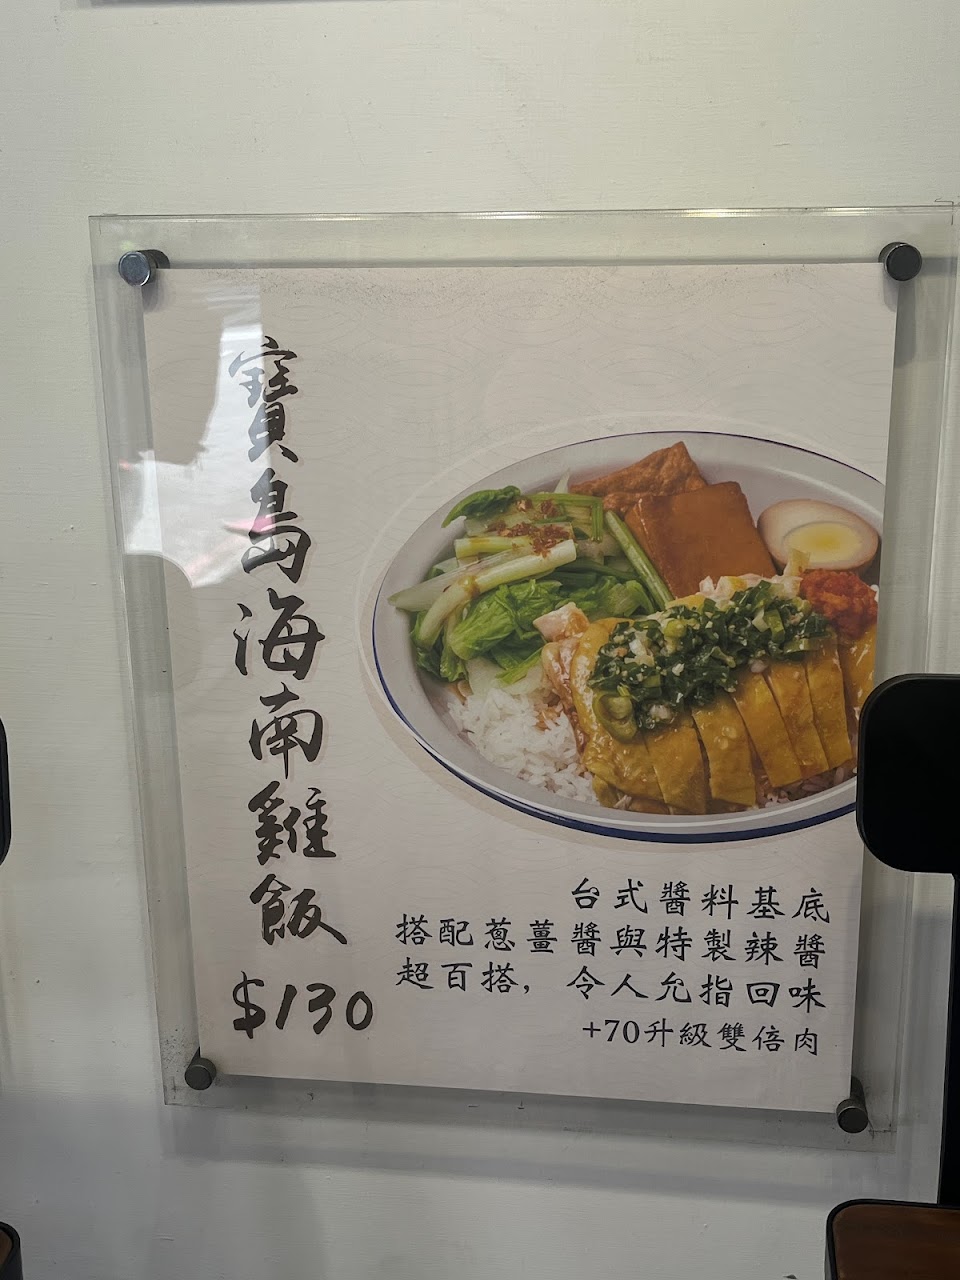 寶島海南雞飯
$130
台式醬料基底
搭配蔥薑醬與特製辣醬
超百搭，令人允指回味
+70升級雙倍肉